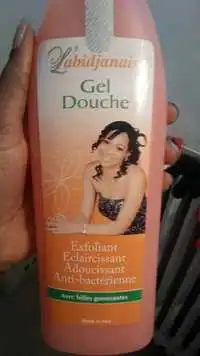 Labidjanaise
Gel
Douche
Exfoliant
Eclaircissant
Adoucissant
Anti-bactérienne
Avec billes gommantes